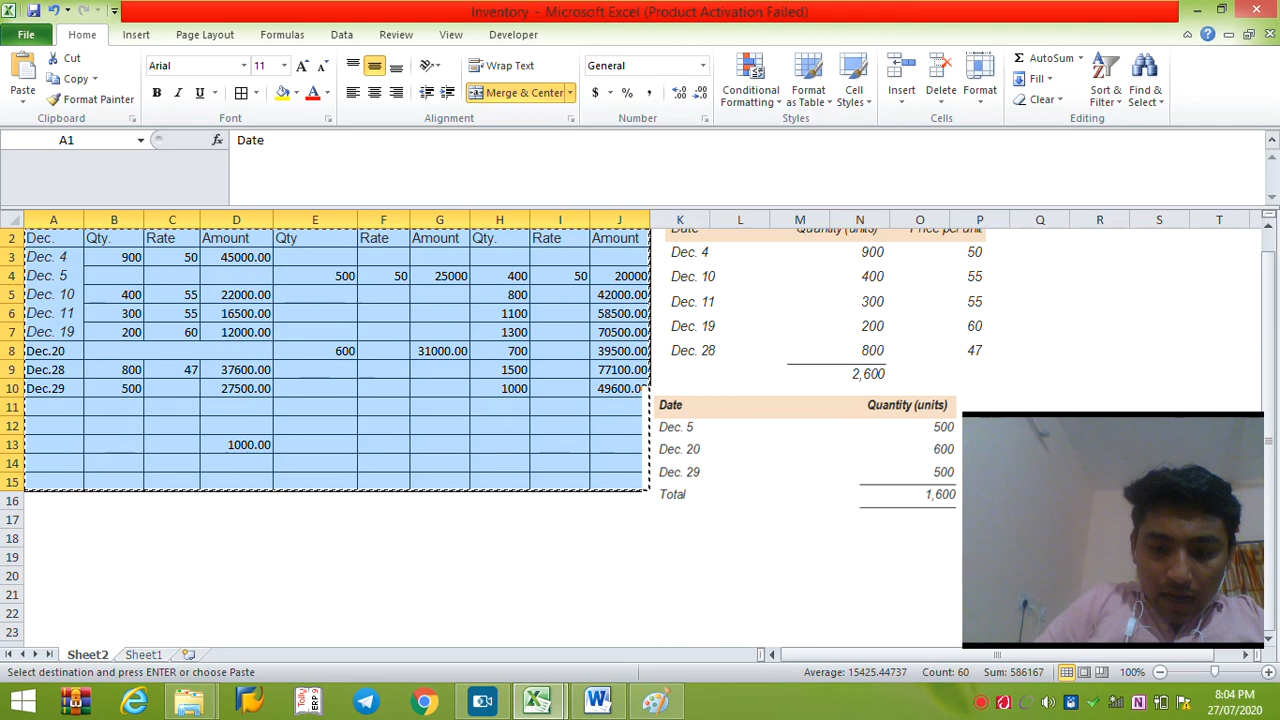 Inventory - Microsoft Excel (Product Activation Failed)
File Home Insert Page Layout Formulas Data Review View Developer
Cut
Copy
Format Painter
Paste
Clipboard
Arial 11
B I U
Font
Wrap Text
Merge & Center
Alignment
General
$ % ,
Number
Conditional Formatting
Format as Table
Cell Styles
Styles
Insert Delete Format
Cells
AutoSum
Fill
Clear
Sort & Filter
Find & Select
Editing
A1 fx Date
A B C D E F G H I J K L M N O P Q R S T
2 Dec. Qty. Rate Amount Qty Rate Amount Qty. Rate Amount
3 Dec. 4 900 50 45000.00
4 Dec. 5 500 50 25000 400 50 20000
5 Dec. 10 400 55 22000.00 800 42000.00
6 Dec. 11 300 55 16500.00 1100 58500.00
7 Dec. 19 200 60 12000.00 1300 70500.00
8 Dec.20 600 31000.00 700 39500.00
9 Dec.28 800 47 37600.00 1500 77100.00
10 Dec.29 500 27500.00 1000 49600.00
11
12
13 1000.00
14
15
16
17
18
19
20
21
22
23
Date Quantity (units) Price per unit
Dec. 4 900 50
Dec. 10 400 55
Dec. 11 300 55
Dec. 19 200 60
Dec. 28 800 47
2,600
Date Quantity (units)
Dec. 5 500
Dec. 20 600
Dec. 29 500
Total 1,600
Sheet2 Sheet1
Select destination and press ENTER or choose Paste Average: 15425.44737 Count: 60 Sum: 586167 100%
8:04 PM
27/07/2020